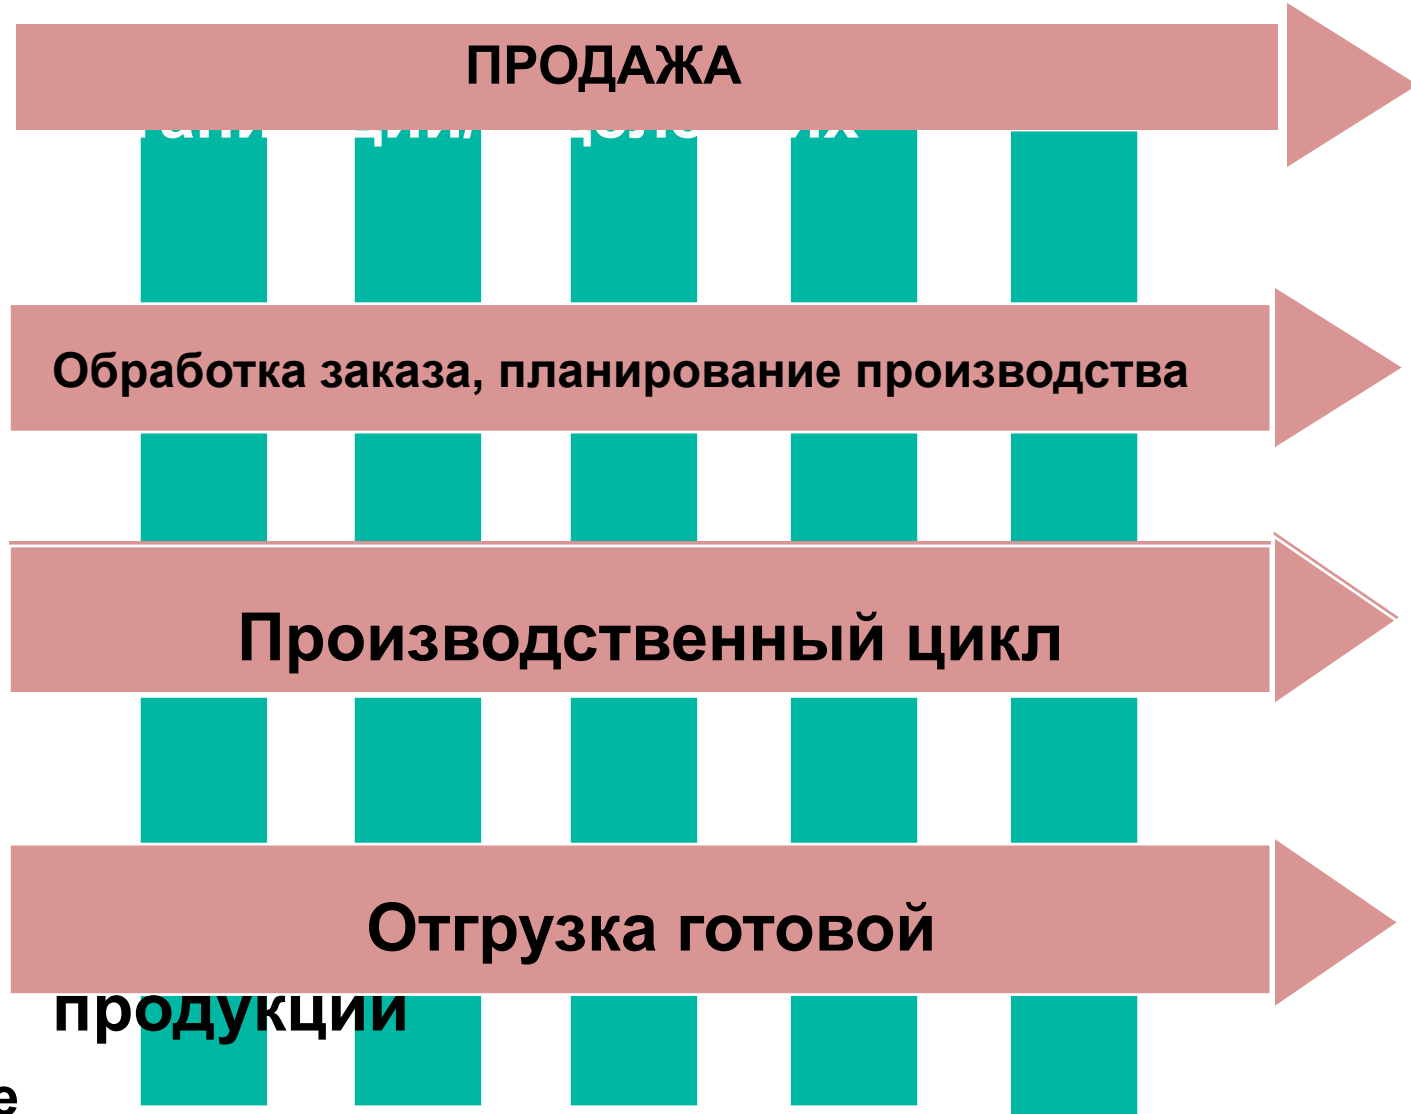 ПРОДАЖА
Обработка заказа, планирование производства
Производственный цикл
Отгрузка готовой
продукции